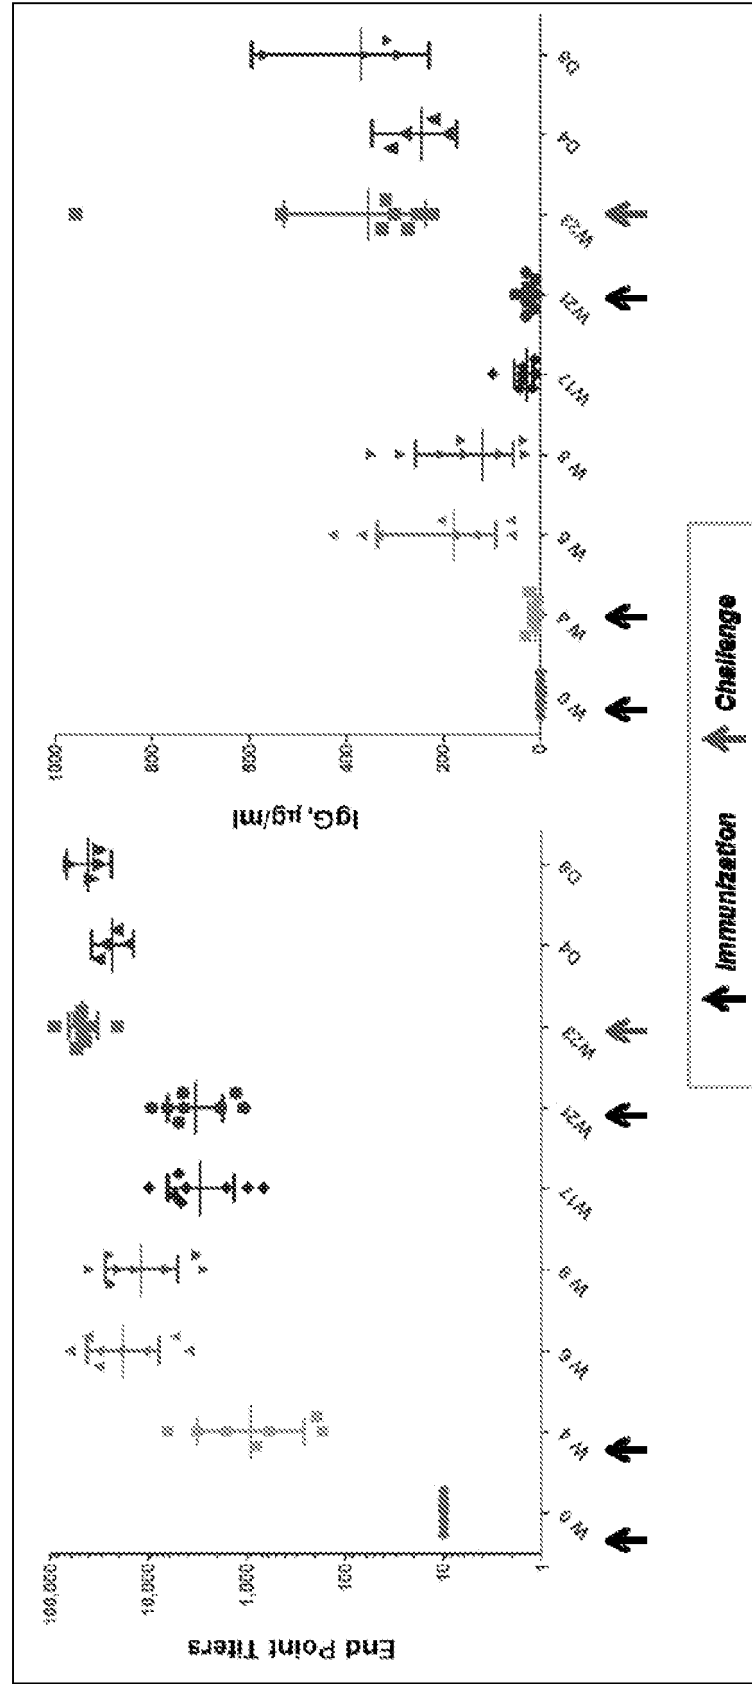 End Point Titers
100,000
10,000
1,000
100
10
1
W 0
W 4
W 6
W 8
W17
W21
W23
D4
D9
IgG, µg/ml
1000
800
600
400
200
0
W 0
W 4
W 6
W 8
W17
W21
W23
D4
D9
Immunization
Challenge